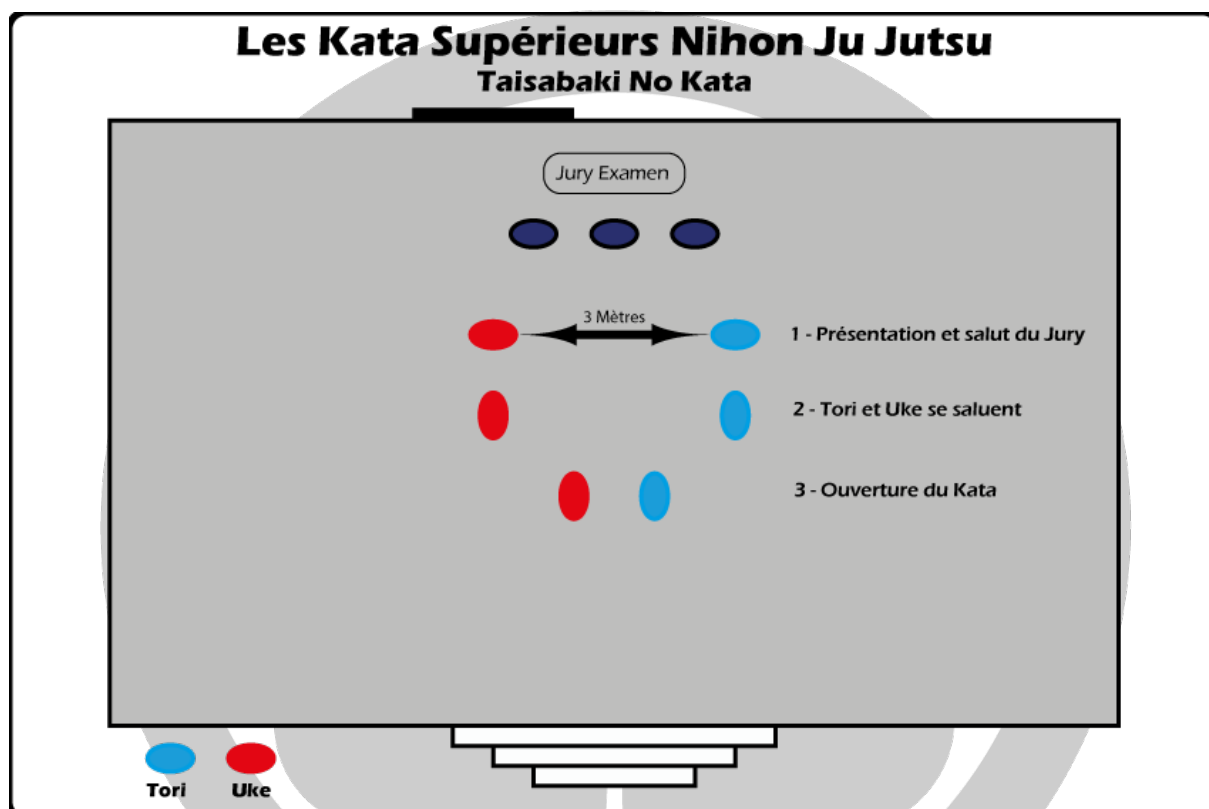 Les Kata Supérieurs Nihon Ju Jutsu
Taisabaki No Kata
Jury Examen
3 Mètres
1 - Présentation et salut du Jury
2 - Tori et Uke se saluent
3 - Ouverture du Kata
Tori Uke